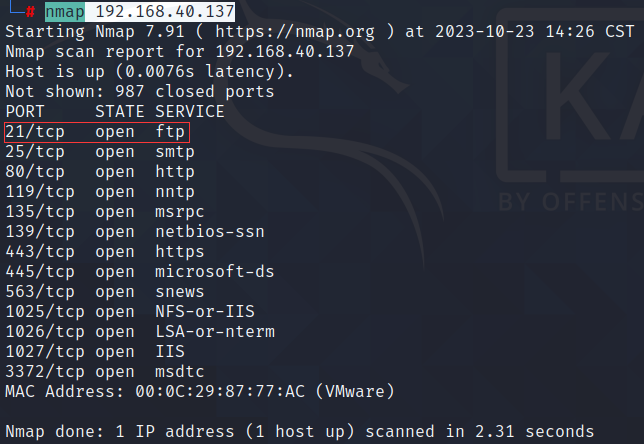 └─# nmap 192.168.40.137
Starting Nmap 7.91 ( https://nmap.org ) at 2023-10-23 14:26 CST
Nmap scan report for 192.168.40.137
Host is up (0.0076s latency).
Not shown: 987 closed ports
PORT     STATE SERVICE
21/tcp   open  ftp
25/tcp   open  smtp
80/tcp   open  http
119/tcp  open  nntp
135/tcp  open  msrpc
139/tcp  open  netbios-ssn
443/tcp  open  https
445/tcp  open  microsoft-ds
563/tcp  open  snews
1025/tcp open  NFS-or-IIS
1026/tcp open  LSA-or-nterm
1027/tcp open  IIS
3372/tcp open  msdtc
MAC Address: 00:0C:29:87:77:AC (VMware)
Nmap done: 1 IP address (1 host up) scanned in 2.31 seconds
KA
BY OFFENS